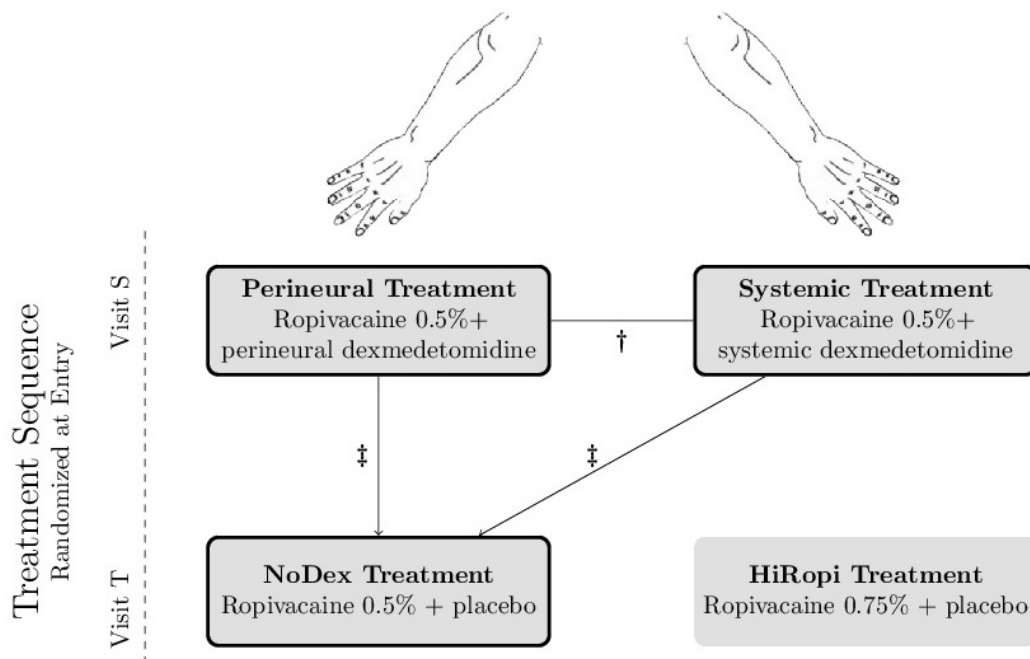 Treatment Sequence
Randomized at Entry
Visit S
Perineural Treatment
Ropivacaine 0.5%+
perineural dexmedetomidine
†
Systemic Treatment
Ropivacaine 0.5%+
systemic dexmedetomidine
‡
‡
Visit T
NoDex Treatment
Ropivacaine 0.5% + placebo
HiRopi Treatment
Ropivacaine 0.75% + placebo